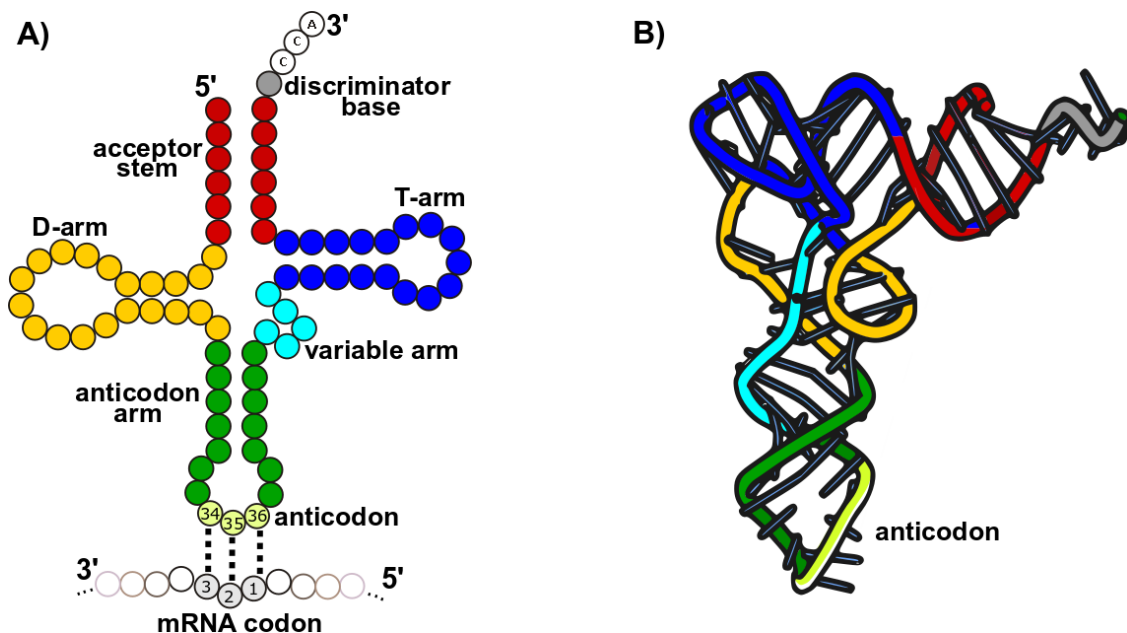 A)
A
C
C
3'
5'
discriminator
base
acceptor
stem
T-arm
D-arm
variable arm
anticodon
arm
34 35 36
anticodon
3'
5'
3 2 1
mRNA codon
B)
anticodon